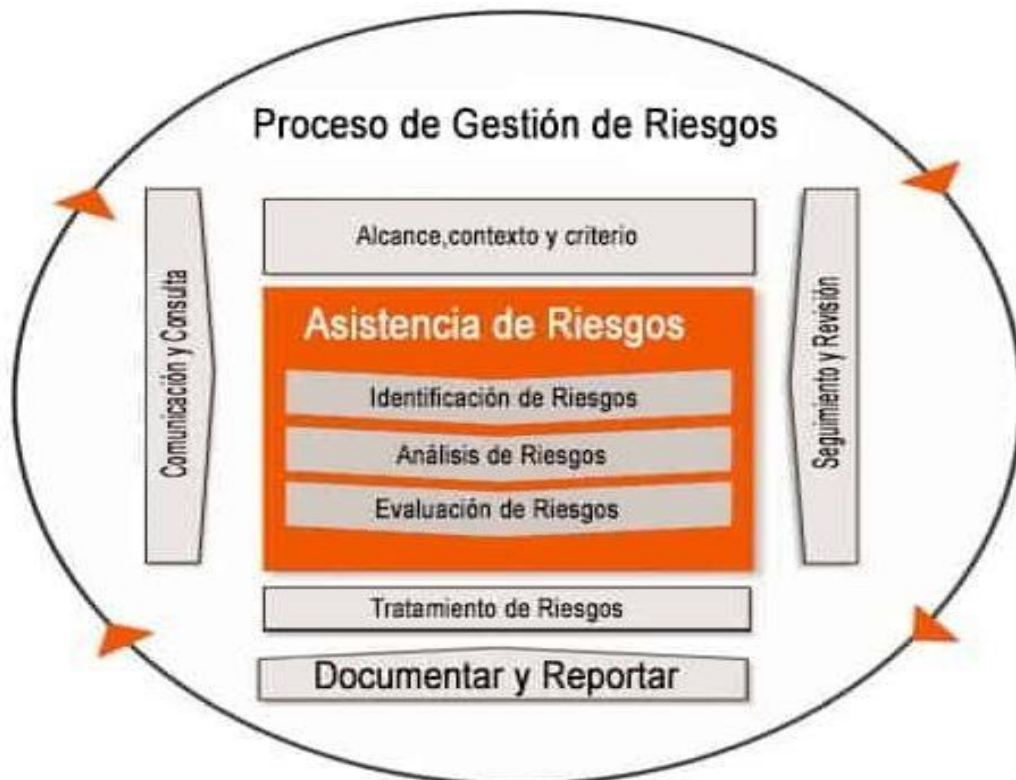 Proceso de Gestión de Riesgos
Alcance,contexto y criterio
Comunicación y Consulta
Asistencia de Riesgos
Identificación de Riesgos
Análisis de Riesgos
Evaluación de Riesgos
Seguimiento y Revisión
Tratamiento de Riesgos
Documentar y Reportar